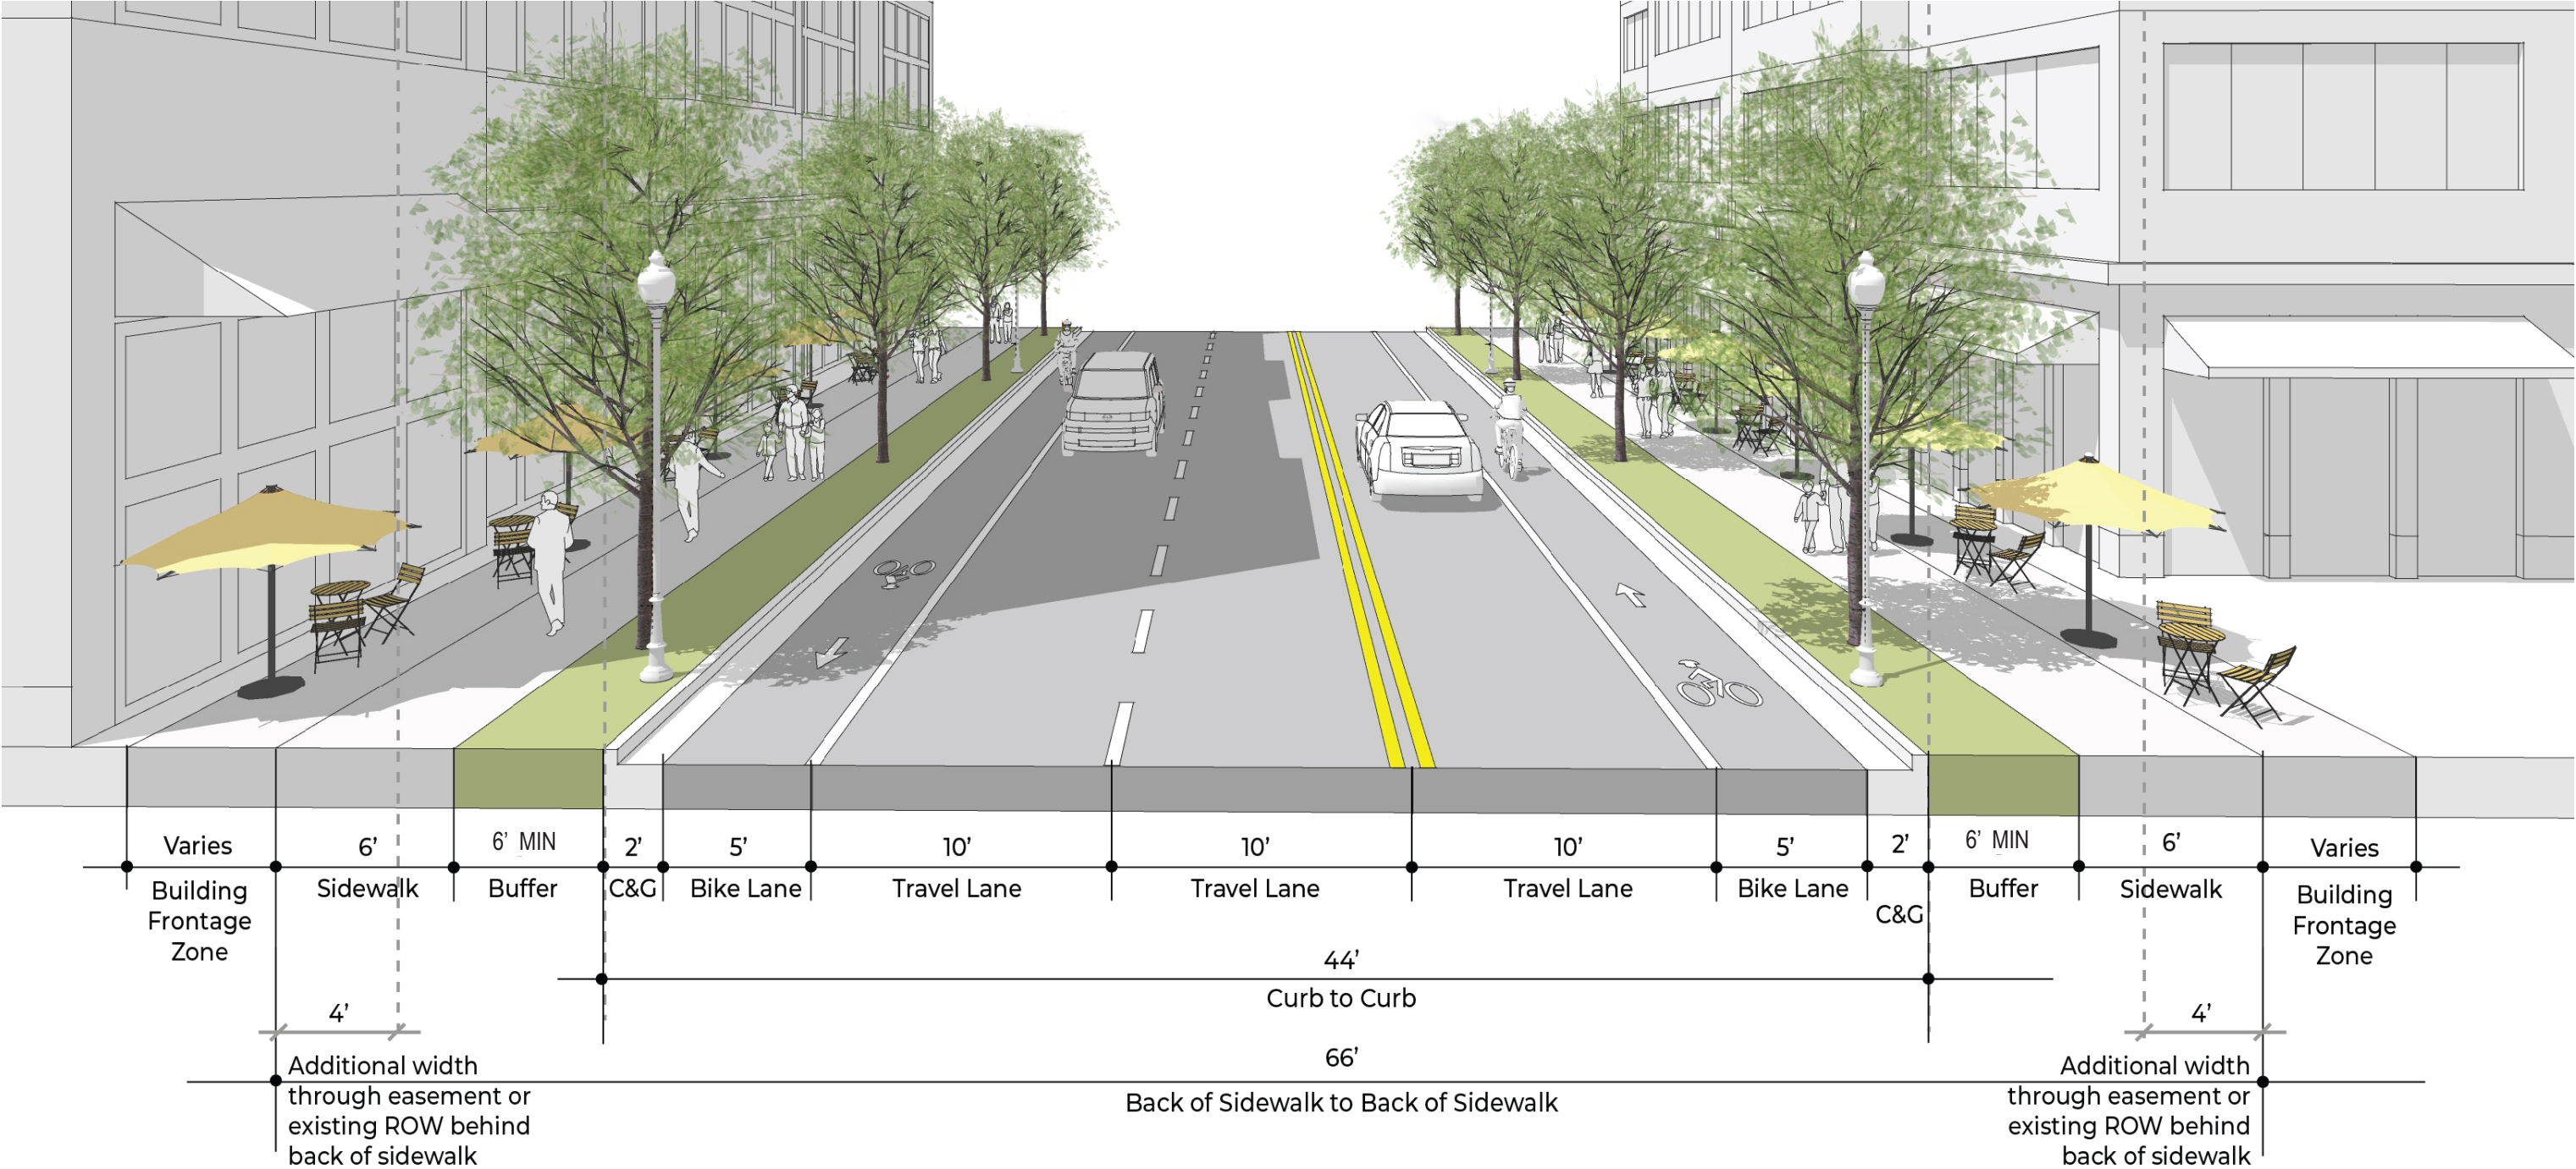 Varies
6’
6’ MIN
2’
5’
10’
10’
10’
5’
2’
6’ MIN
6’
Varies
Building
Frontage
Zone
Sidewalk
Buffer
C&G
Bike Lane
Travel Lane
Travel Lane
Travel Lane
Bike Lane
C&G
Buffer
Sidewalk
Building
Frontage
Zone
44’
Curb to Curb
4’
4’
66’
Back of Sidewalk to Back of Sidewalk
Additional width
through easement or
existing ROW behind
back of sidewalk
Additional width
through easement or
existing ROW behind
back of sidewalk